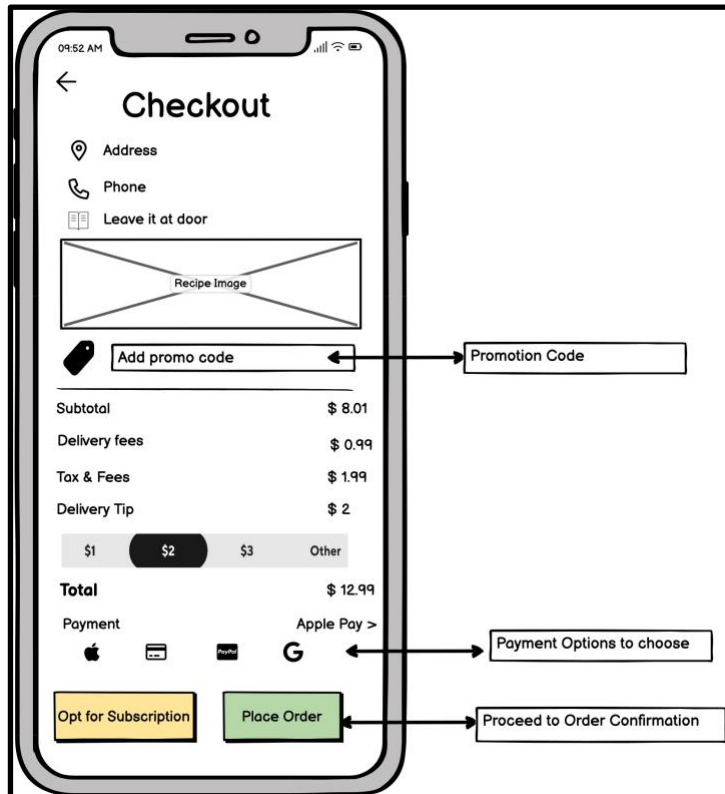 09:52 AM
Checkout
Address
Phone
Leave it at door
Recipe Image
Add promo code
Promotion Code
Subtotal $ 8.01
Delivery fees $ 0.99
Tax & Fees $ 1.99
Delivery Tip $ 2
$1 $2 $3 Other
Total $ 12.99
Payment Apple Pay >
PayPal G
Payment Options to choose
Opt for Subscription Place Order
Proceed to Order Confirmation